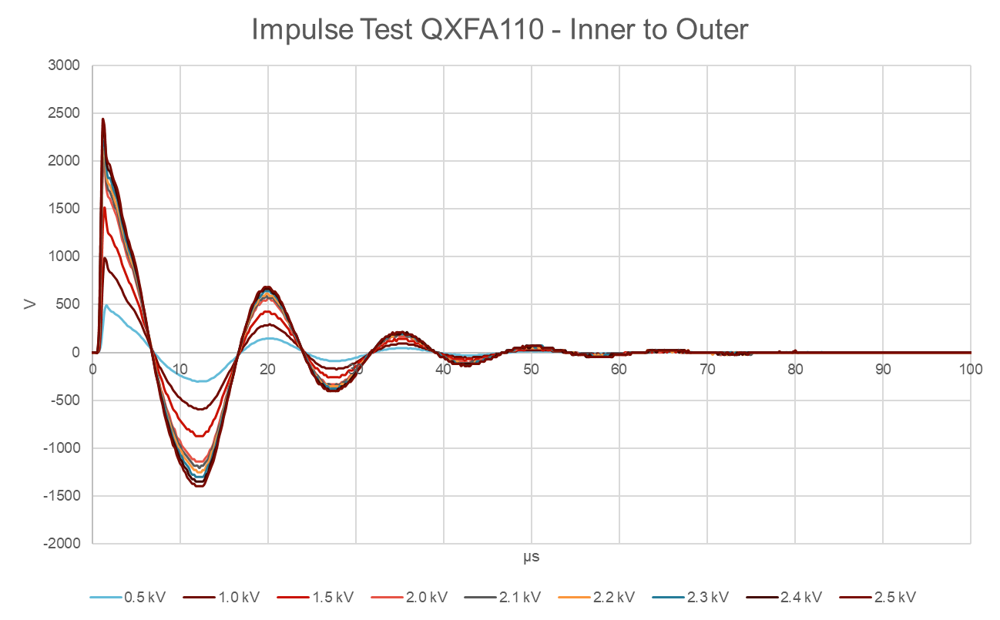 Impulse Test QXFA110 - Inner to Outer
3000
2500
2000
1500
1000
500
0
-500
-1000
-1500
-2000
V
0 10 20 30 40 50 60 70 80 90 100
µs
0.5 kV 1.0 kV 1.5 kV 2.0 kV 2.1 kV 2.2 kV 2.3 kV 2.4 kV 2.5 kV